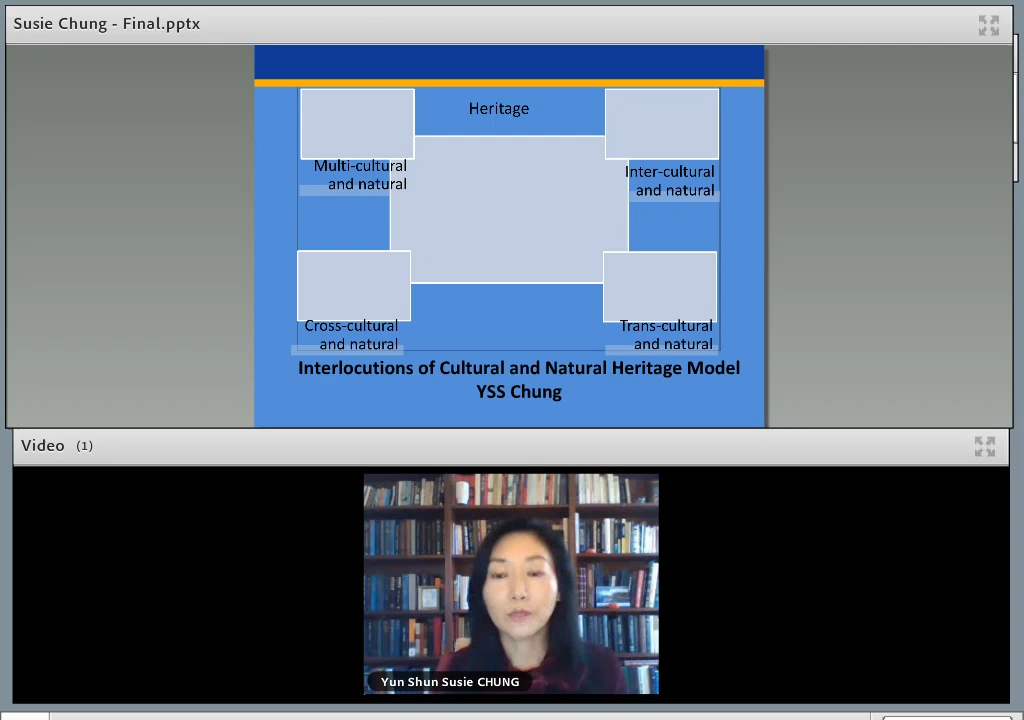 Susie Chung - Final.pptx
Heritage
Multi-cultural
and natural
Inter-cultural
and natural
Cross-cultural
and natural
Trans-cultural
and natural
Interlocutions of Cultural and Natural Heritage Model
YSS Chung
Video (1)
Yun Shun Susie CHUNG